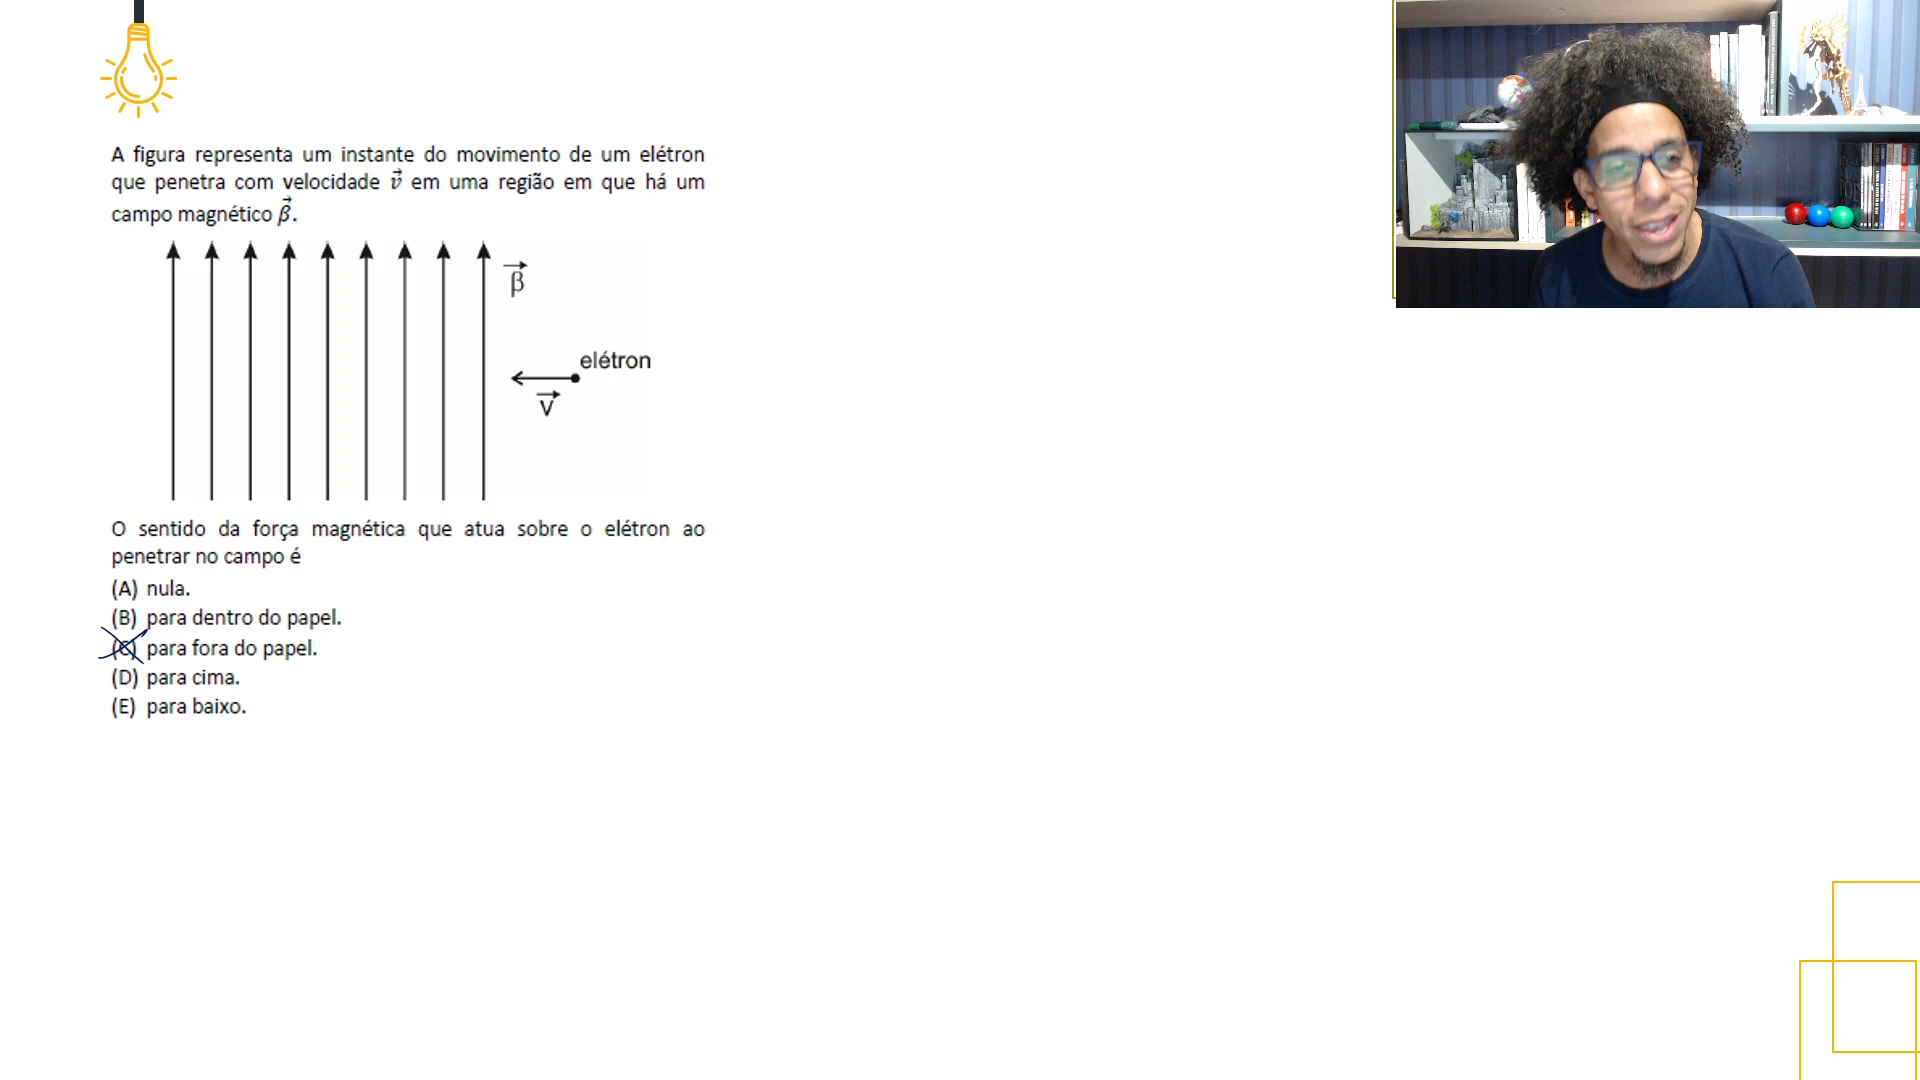 A figura representa um instante do movimento de um elétron
que penetra com velocidade v⃗ em uma região em que há um
campo magnético β⃗.
β⃗
elétron
v⃗
O sentido da força magnética que atua sobre o elétron ao
penetrar no campo é
(A) nula.
(B) para dentro do papel.
(C) para fora do papel.
(D) para cima.
(E) para baixo.